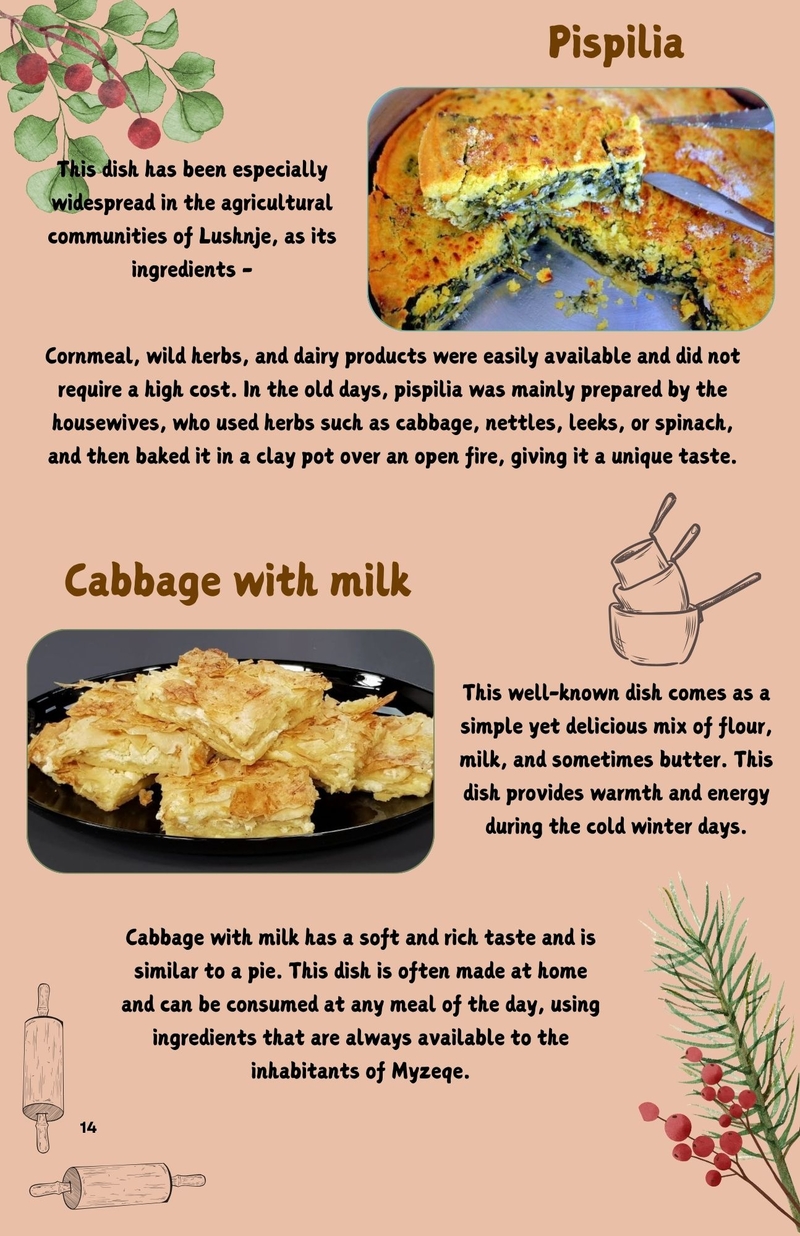 Pispilia
This dish has been especially
widespread in the agricultural
communities of Lushnje, as its
ingredients –
Cornmeal, wild herbs, and dairy products were easily available and did not
require a high cost. In the old days, pispilia was mainly prepared by the
housewives, who used herbs such as cabbage, nettles, leeks, or spinach,
and then baked it in a clay pot over an open fire, giving it a unique taste.
Cabbage with milk
This well-known dish comes as a
simple yet delicious mix of flour,
milk, and sometimes butter. This
dish provides warmth and energy
during the cold winter days.
Cabbage with milk has a soft and rich taste and is
similar to a pie. This dish is often made at home
and can be consumed at any meal of the day, using
ingredients that are always available to the
inhabitants of Myzeqe.
14